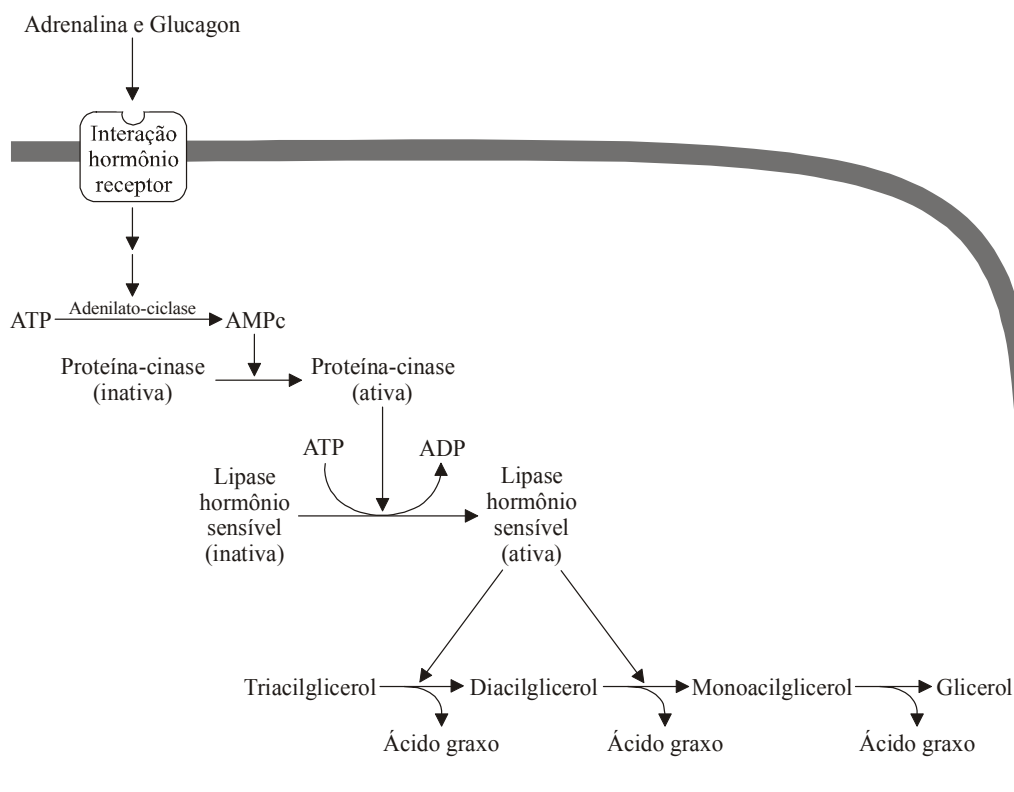 Adrenalina e Glucagon
Interação
hormônio
receptor
Adenilato-ciclase
ATP
AMPc
Proteína-cinase
(inativa)
Proteína-cinase
(ativa)
ATP
ADP
Lipase
hormônio
sensível
(inativa)
Lipase
hormônio
sensível
(ativa)
Triacilglicerol
Diacilglicerol
Monoacilglicerol
Glicerol
Ácido graxo
Ácido graxo
Ácido graxo